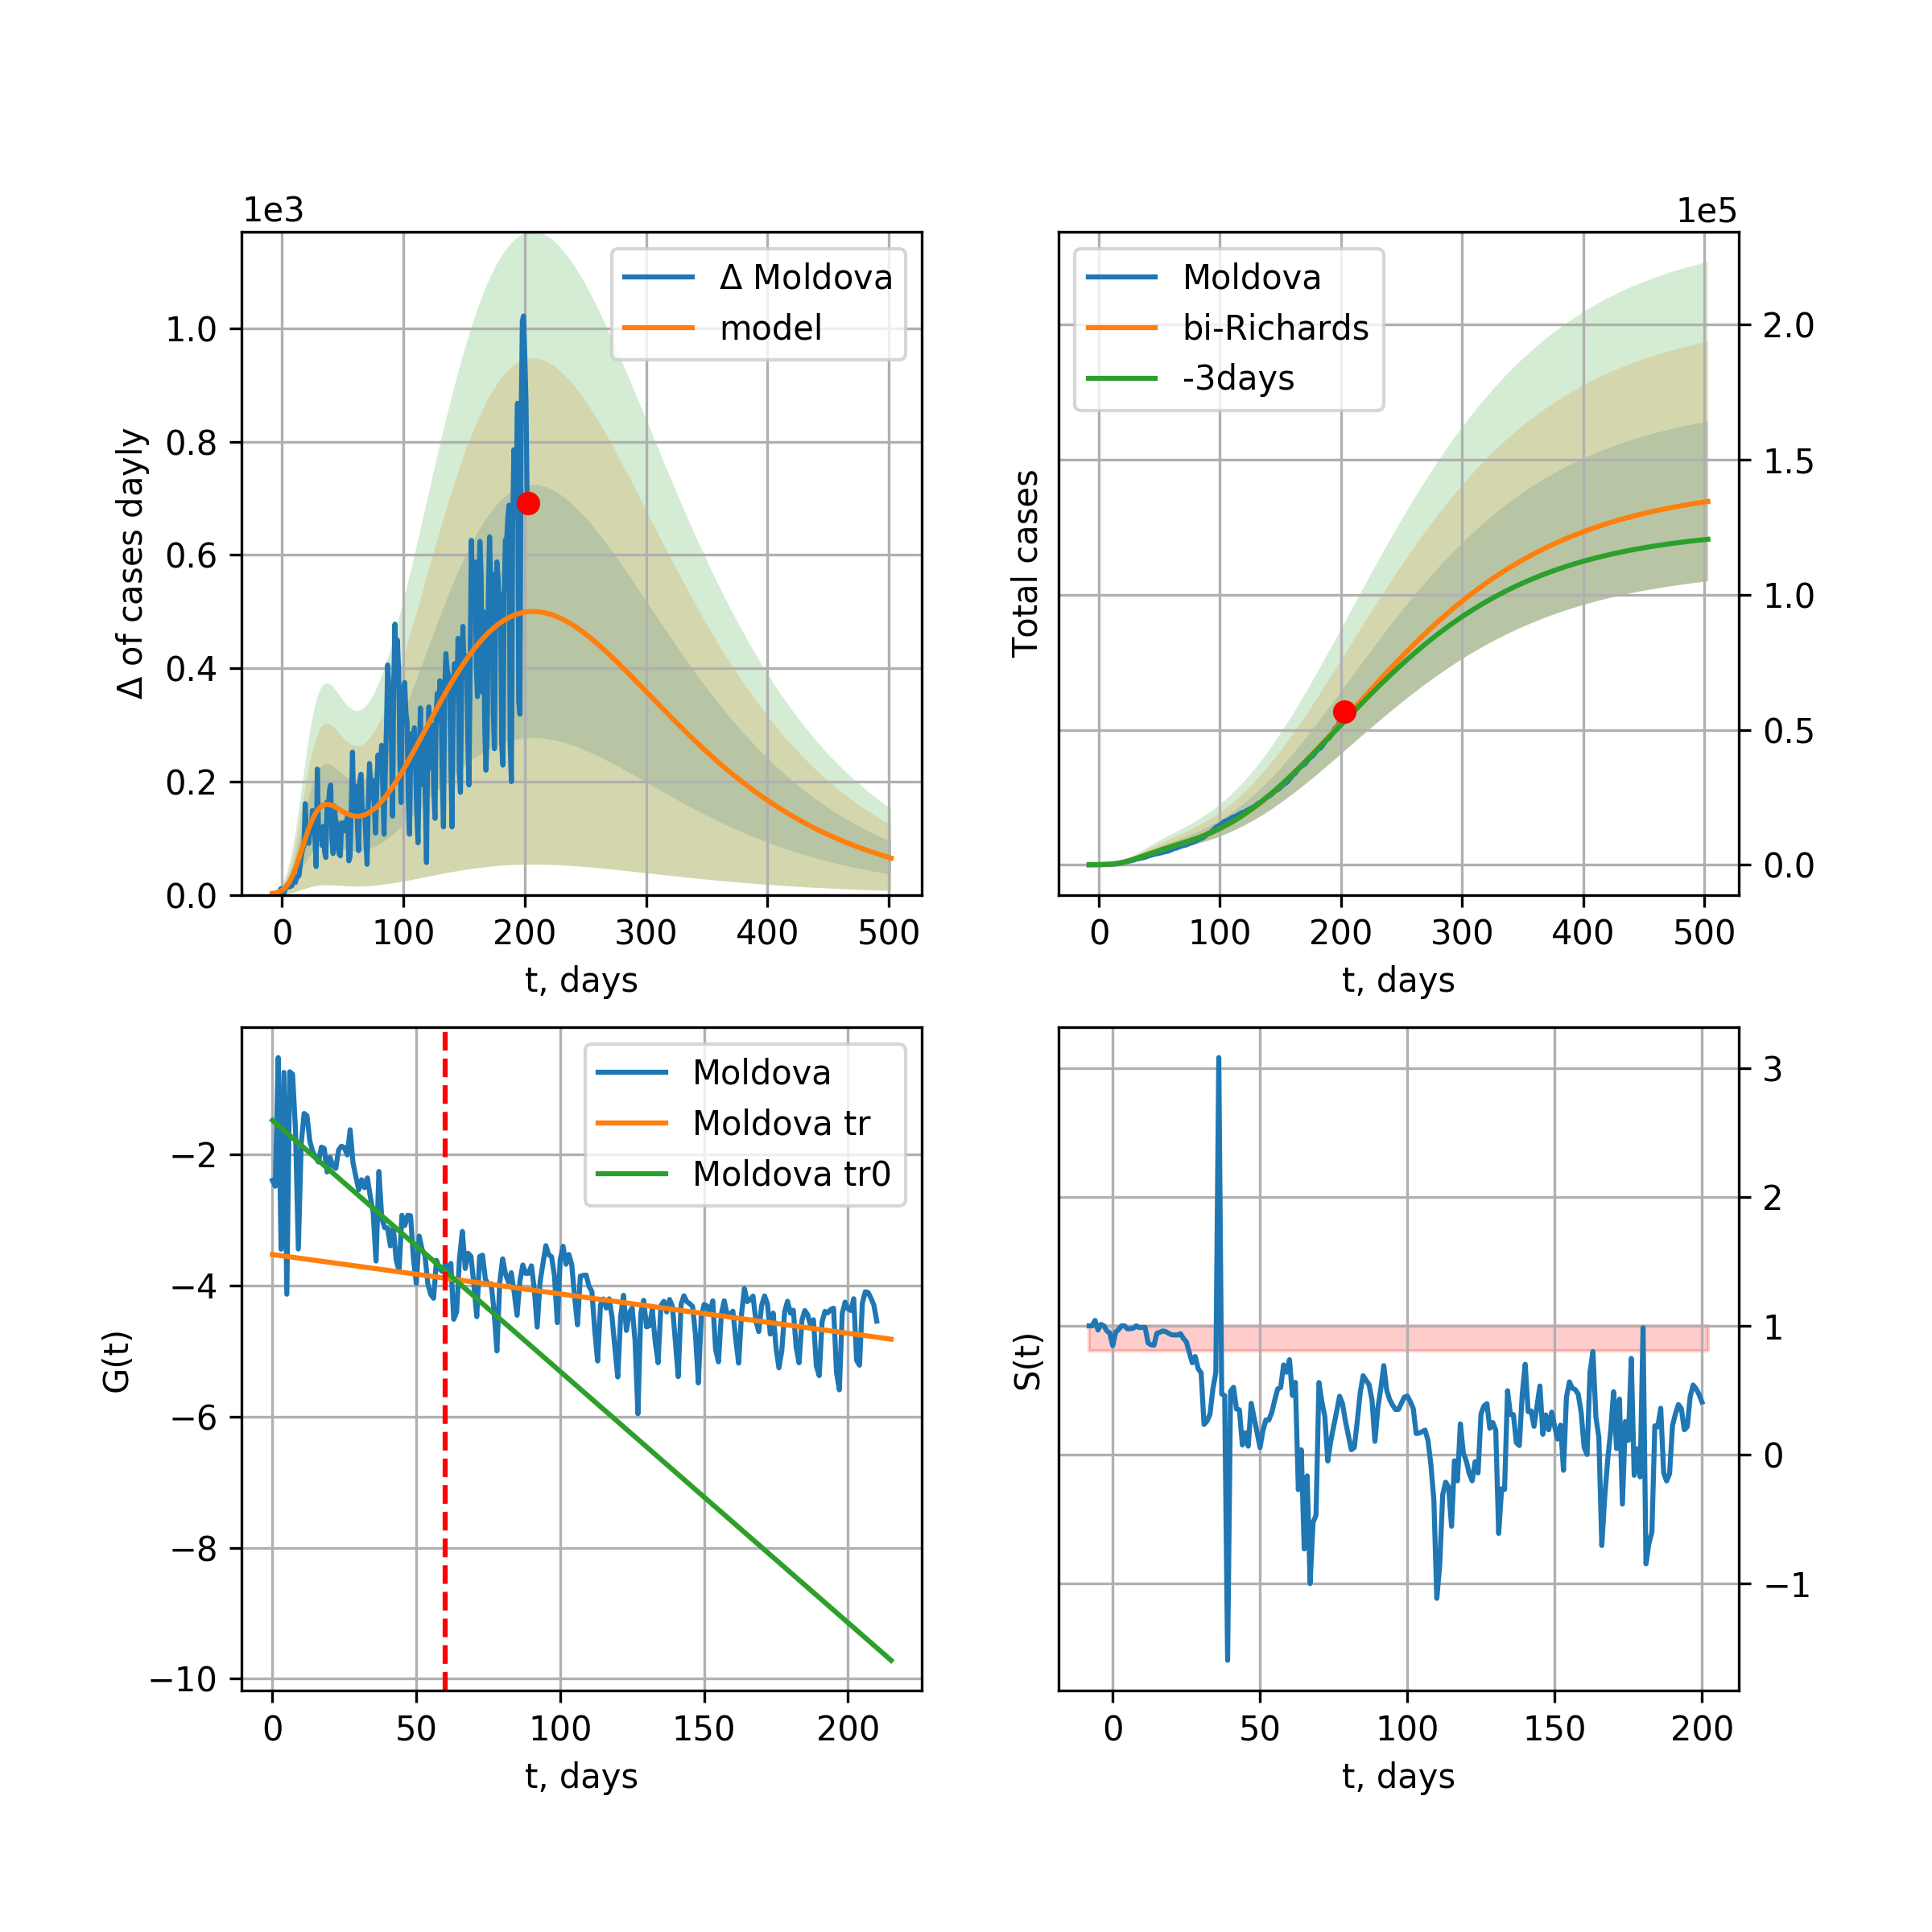 1e3
Δ Moldova
model
1.0
0.8
0.6
0.4
0.2
0.0
Δ of cases dayly
0 100 200 300 400 500
t, days
1e5
Moldova
bi-Richards
-3days
2.0
1.5
1.0
0.5
0.0
Total cases
0 100 200 300 400 500
t, days
Moldova
Moldova tr
Moldova tr0
−2
−4
−6
−8
−10
G(t)
0 50 100 150 200
t, days
3
2
1
0
−1
S(t)
0 50 100 150 200
t, days